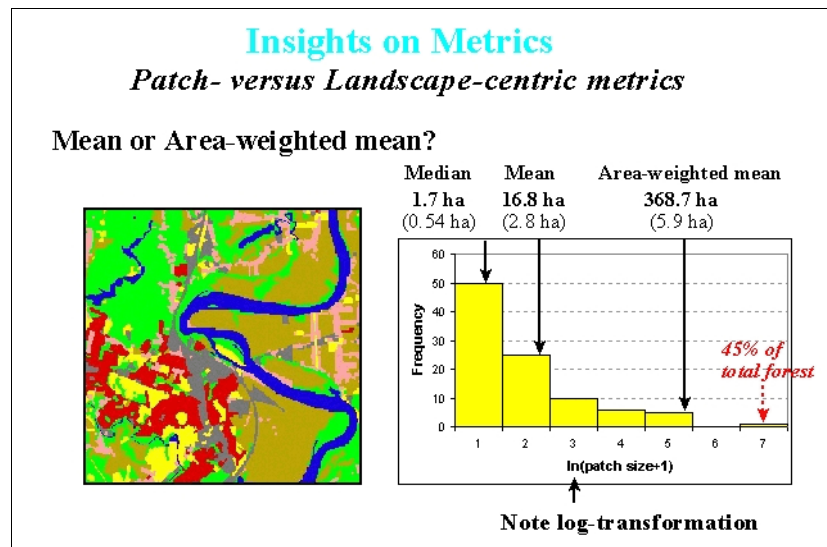 Insights on Metrics
Patch- versus Landscape-centric metrics
Mean or Area-weighted mean?
Median Mean Area-weighted mean
1.7 ha 16.8 ha 368.7 ha
(0.54 ha) (2.8 ha) (5.9 ha)
60
50
40
30
20
10
0
Frequency
45% of
total forest
1 2 3 4 5 6 7
ln(patch size+1)
Note log-transformation